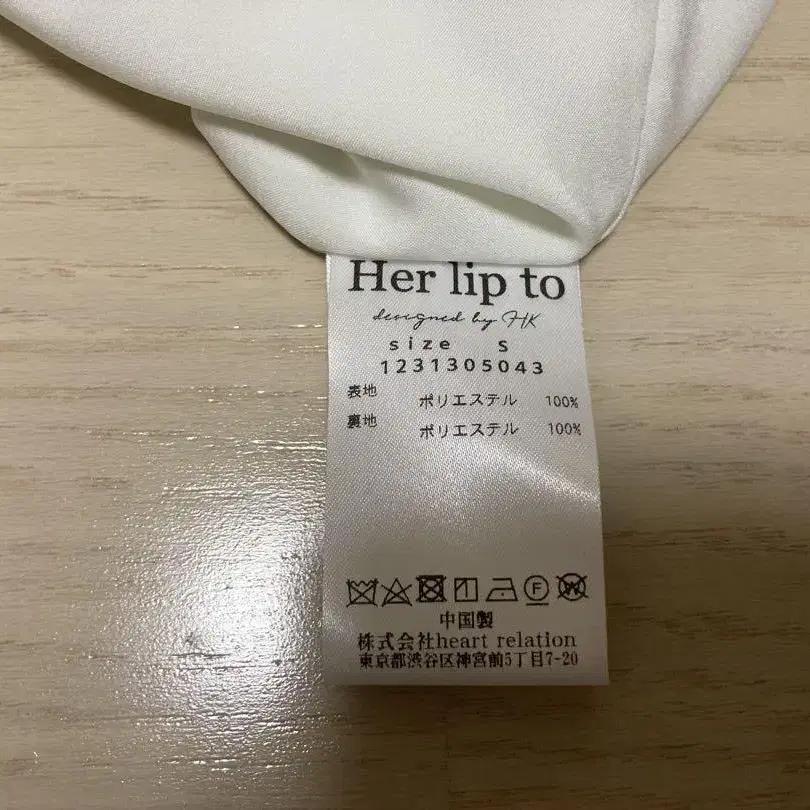 Her lip to
designed by HK
size S
1231305043
表地 ポリエステル 100%
裏地 ポリエステル 100%
中国製
株式会社heart relation
東京都渋谷区神宮前5丁目7-20